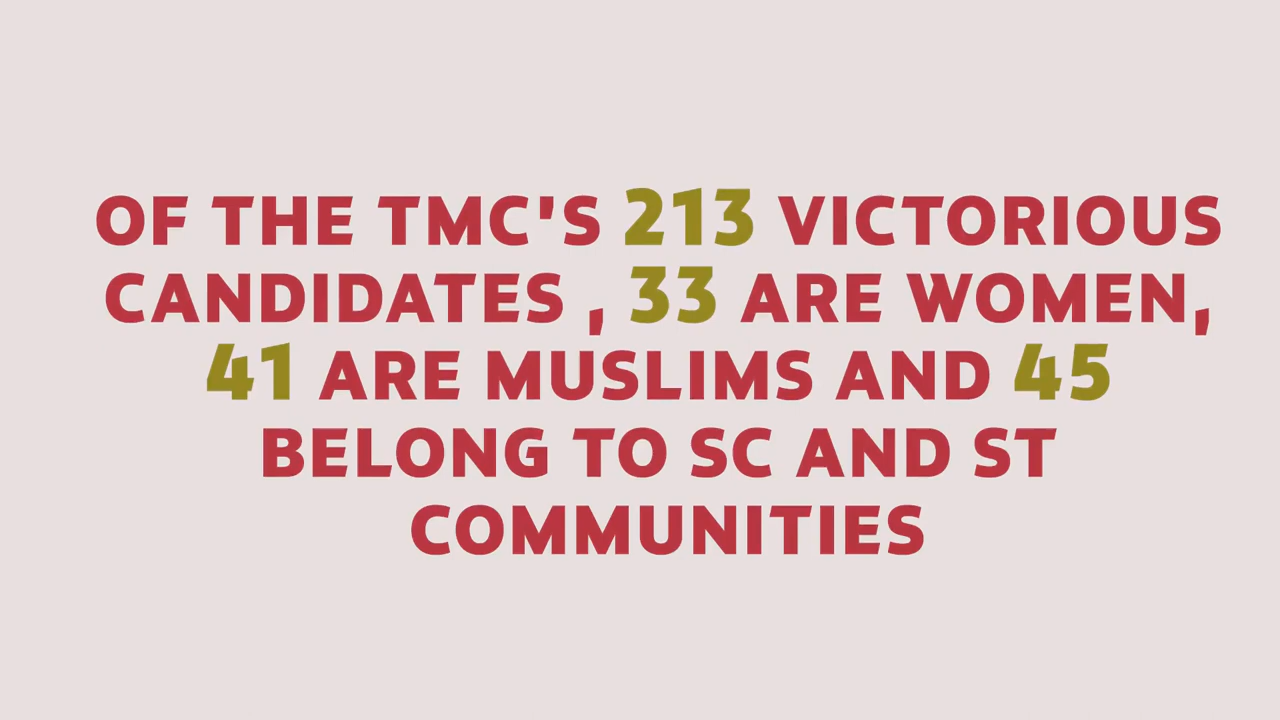 OF THE TMC'S 213 VICTORIOUS
CANDIDATES , 33 ARE WOMEN,
41 ARE MUSLIMS AND 45
BELONG TO SC AND ST
COMMUNITIES